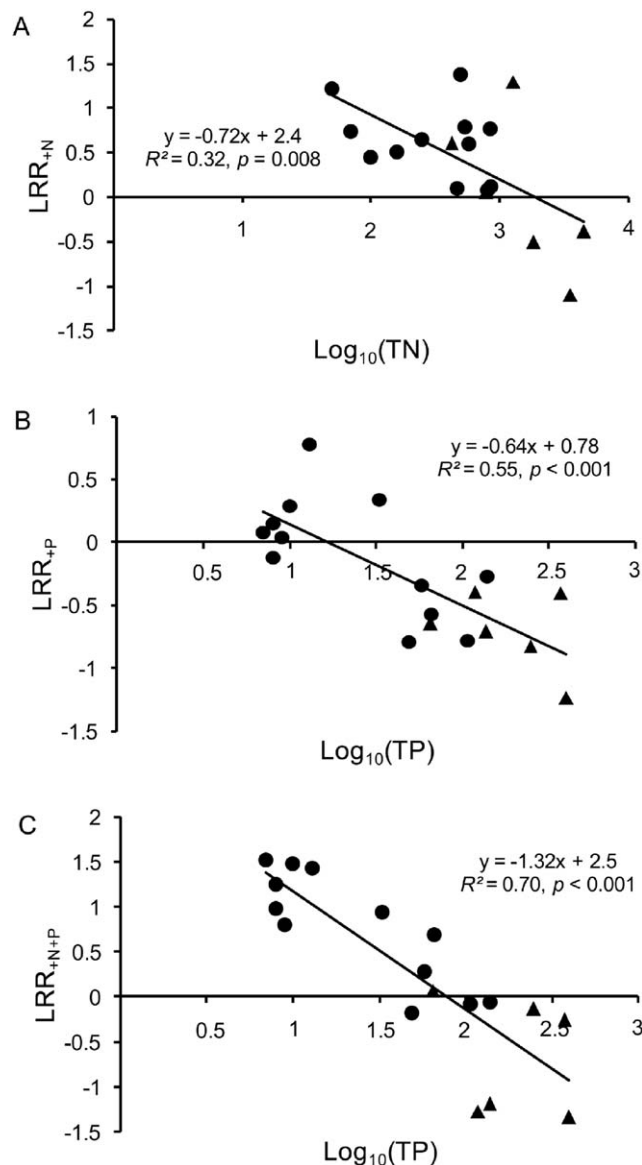 A
2
1.5
1
0.5
0
-0.5
-1
-1.5
1
2
3
4
y = -0.72x + 2.4
R² = 0.32, p = 0.008
LRR+N
Log10(TN)
B
1
0.5
0
-0.5
-1
-1.5
0.5
1
1.5
2
2.5
3
y = -0.64x + 0.78
R² = 0.55, p < 0.001
LRR+P
Log10(TP)
C
2
1.5
1
0.5
0
-0.5
-1
-1.5
0.5
1
1.5
2
2.5
3
y = -1.32x + 2.5
R² = 0.70, p < 0.001
LRR+N+P
Log10(TP)